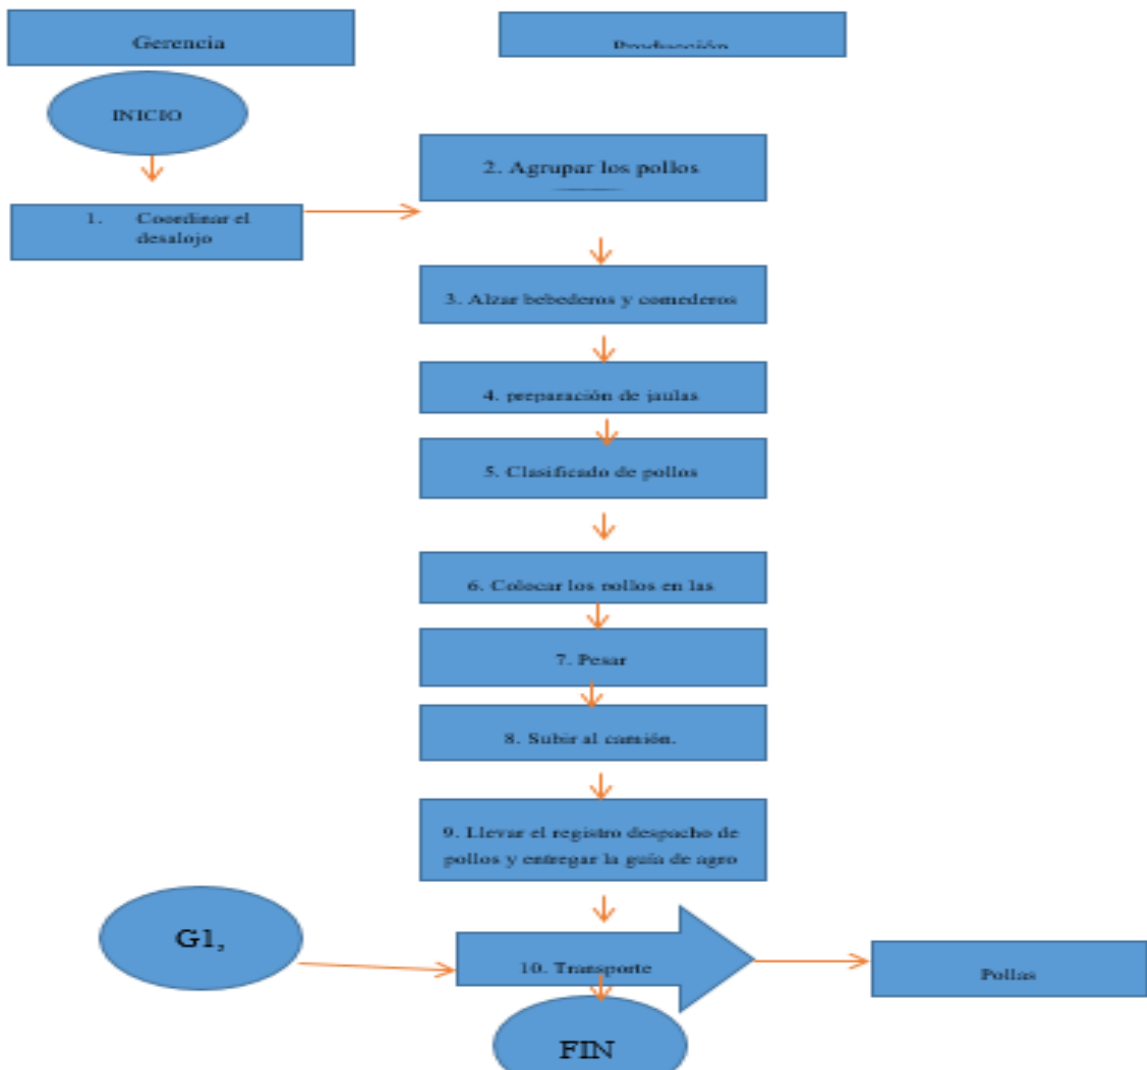 Gerencia
Producción
INICIO
2. Agrupar los pollos
1. Coordinar el
desalojo
3. Alzar bebederos y comederos
4. preparación de jaulas
5. Clasificado de pollos
6. Colocar los pollos en las
7. Pesar
8. Subir al camión.
9. Llevar el registro despacho de
pollos y entregar la guía de agro
G1,
10. Transporte
Pollas
FIN